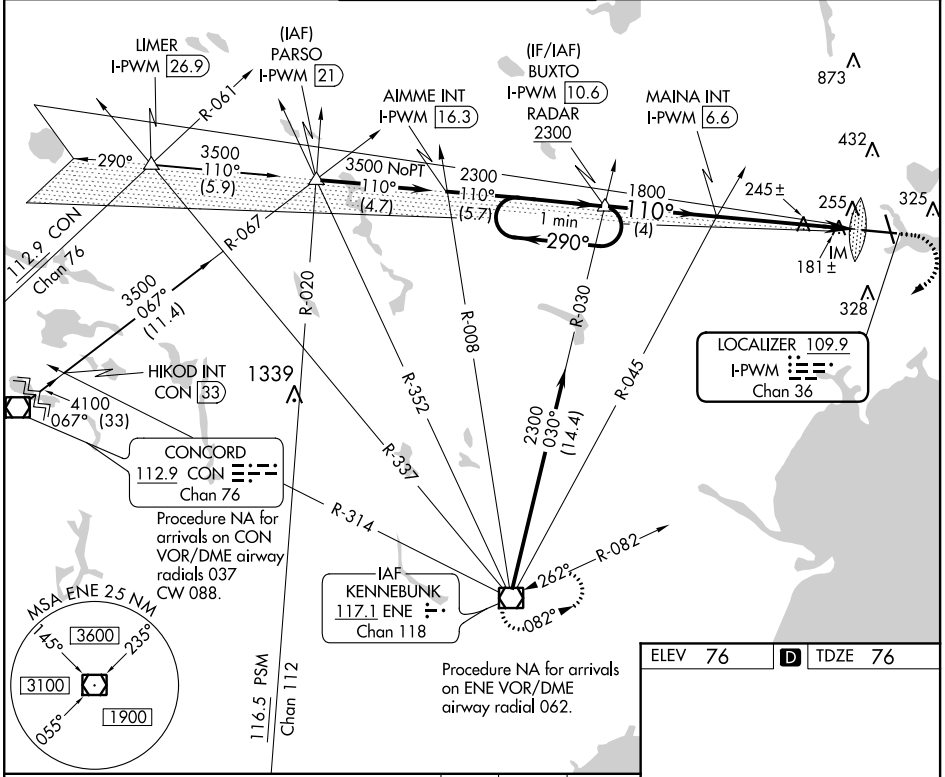 LIMER
I-PWM 26.9
(IAF)
PARSO
I-PWM 21
AIMME INT
I-PWM 16.3
(IF/IAF)
BUXTO
I-PWM 10.6
RADAR
2300
MAINA INT
I-PWM 6.6
873
432
325
255
245±
181±
IM
328
R-061
290°
3500
110°
(5.9)
3500 NoPT
110°
(4.7)
2300
110°
(5.7)
1 min
290°
1800
110°
(4)
112.9 CON
Chan 76
R-067
3500
067°
(11.4)
R-020
R-008
R-030
R-045
R-352
R-337
R-314
HIKOD INT
CON 33
4100
067° (33)
1339
2300
030°
(14.4)
LOCALIZER 109.9
I-PWM
Chan 36
CONCORD
112.9 CON
Chan 76
Procedure NA for
arrivals on CON
VOR/DME airway
radials 037
CW 088.
IAF
KENNEBUNK
117.1 ENE
Chan 118
262°
R-082
082°
Procedure NA for arrivals
on ENE VOR/DME
airway radial 062.
116.5 PSM
Chan 112
MSA ENE 25 NM
145°
3600
235°
3100
1900
055°
ELEV 76 D TDZE 76